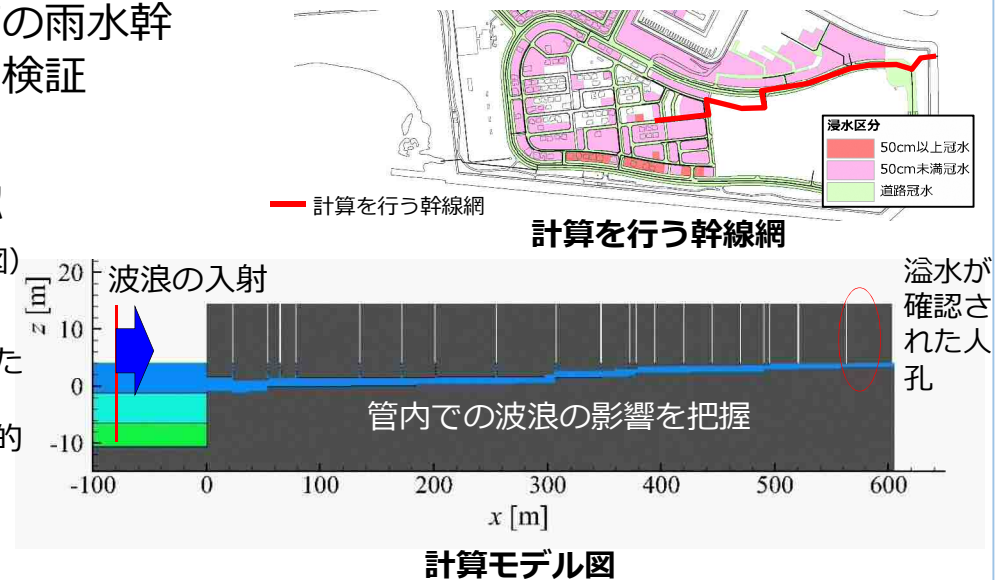 の雨水幹
検証
図)
た
的
浸水区分
50cm以上冠水
50cm未満冠水
道路冠水
計算を行う幹線網
計算を行う幹線網
波浪の入射
溢水が
確認さ
れた人
孔
z [m]
20
10
0
-10
管内での波浪の影響を把握
-100 0 100 200 300 400 500 600
x [m]
計算モデル図